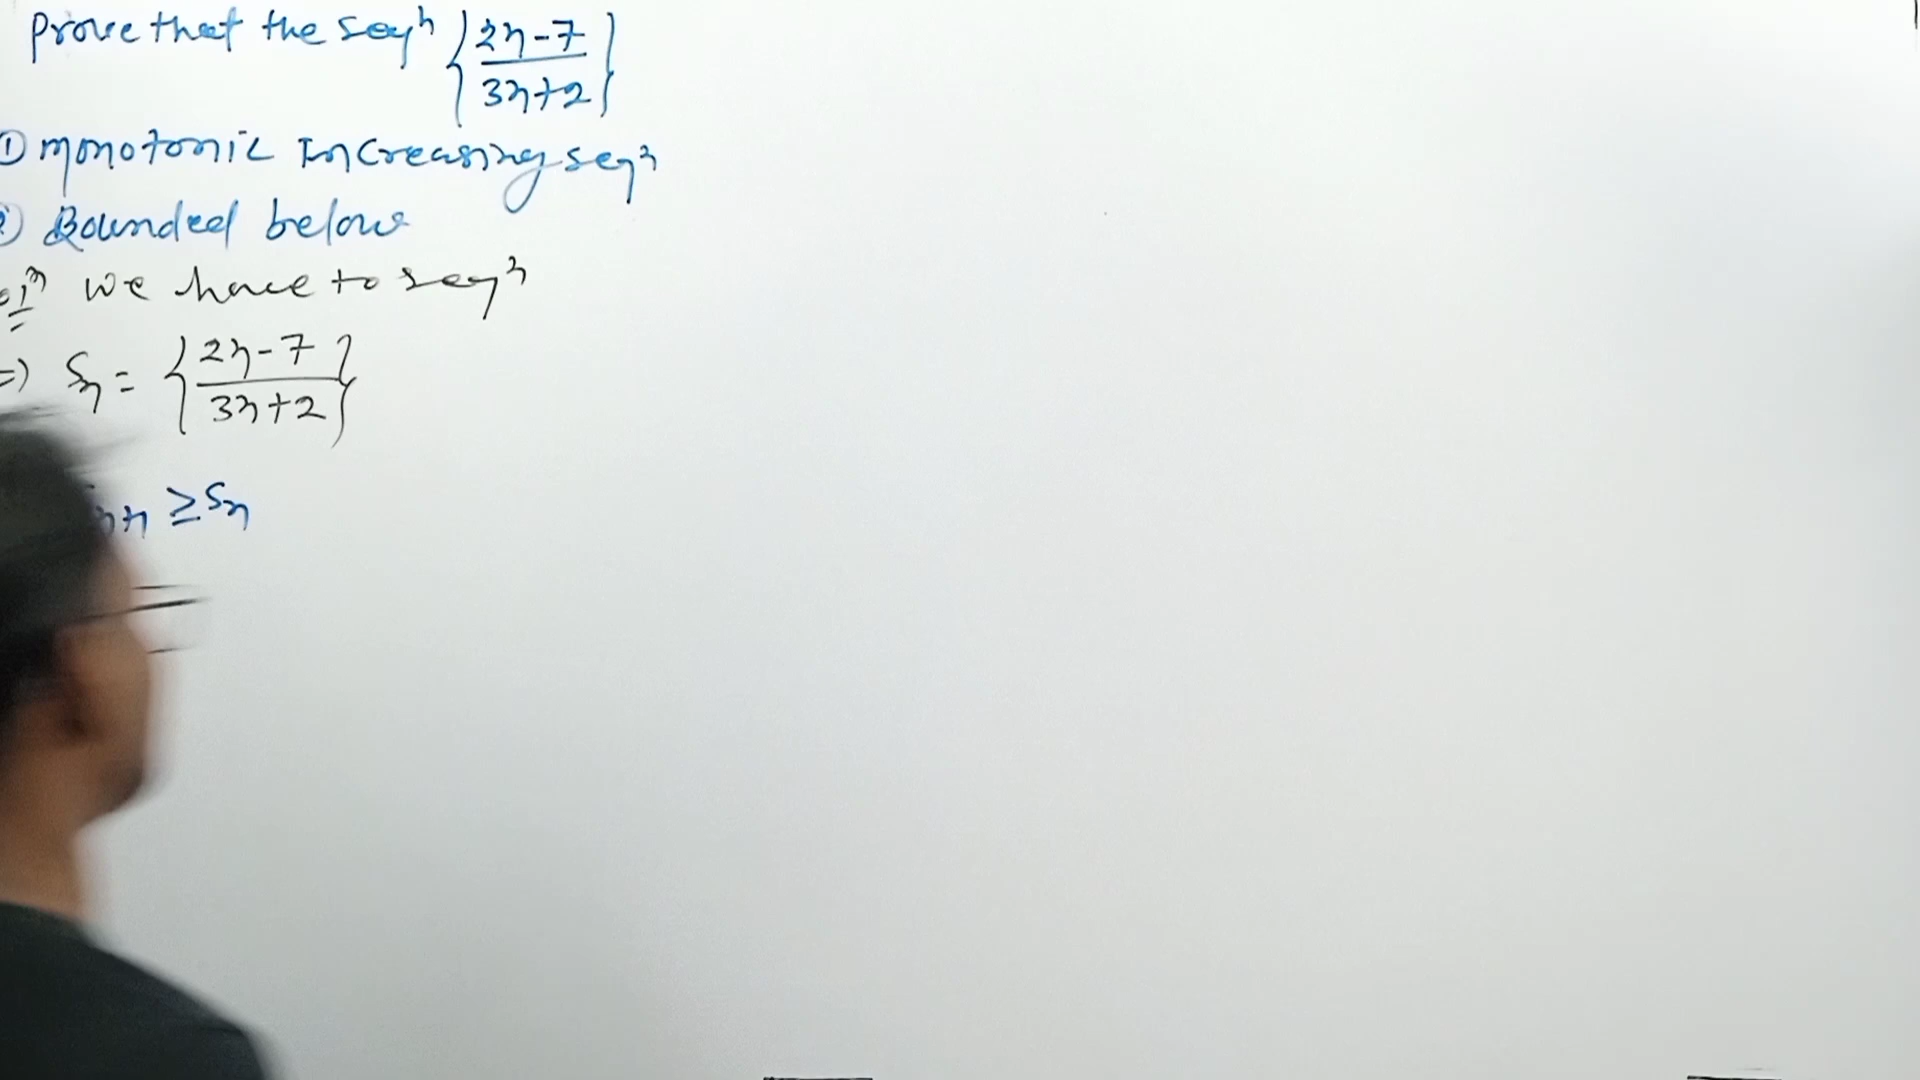 Prove that the seqⁿ {2n-7 / 3n+2}
① monotonic Increasing seqⁿ
② Bounded below
solⁿ we have to seqⁿ
=) Sn = {2n-7 / 3n+2}
≥ Sn